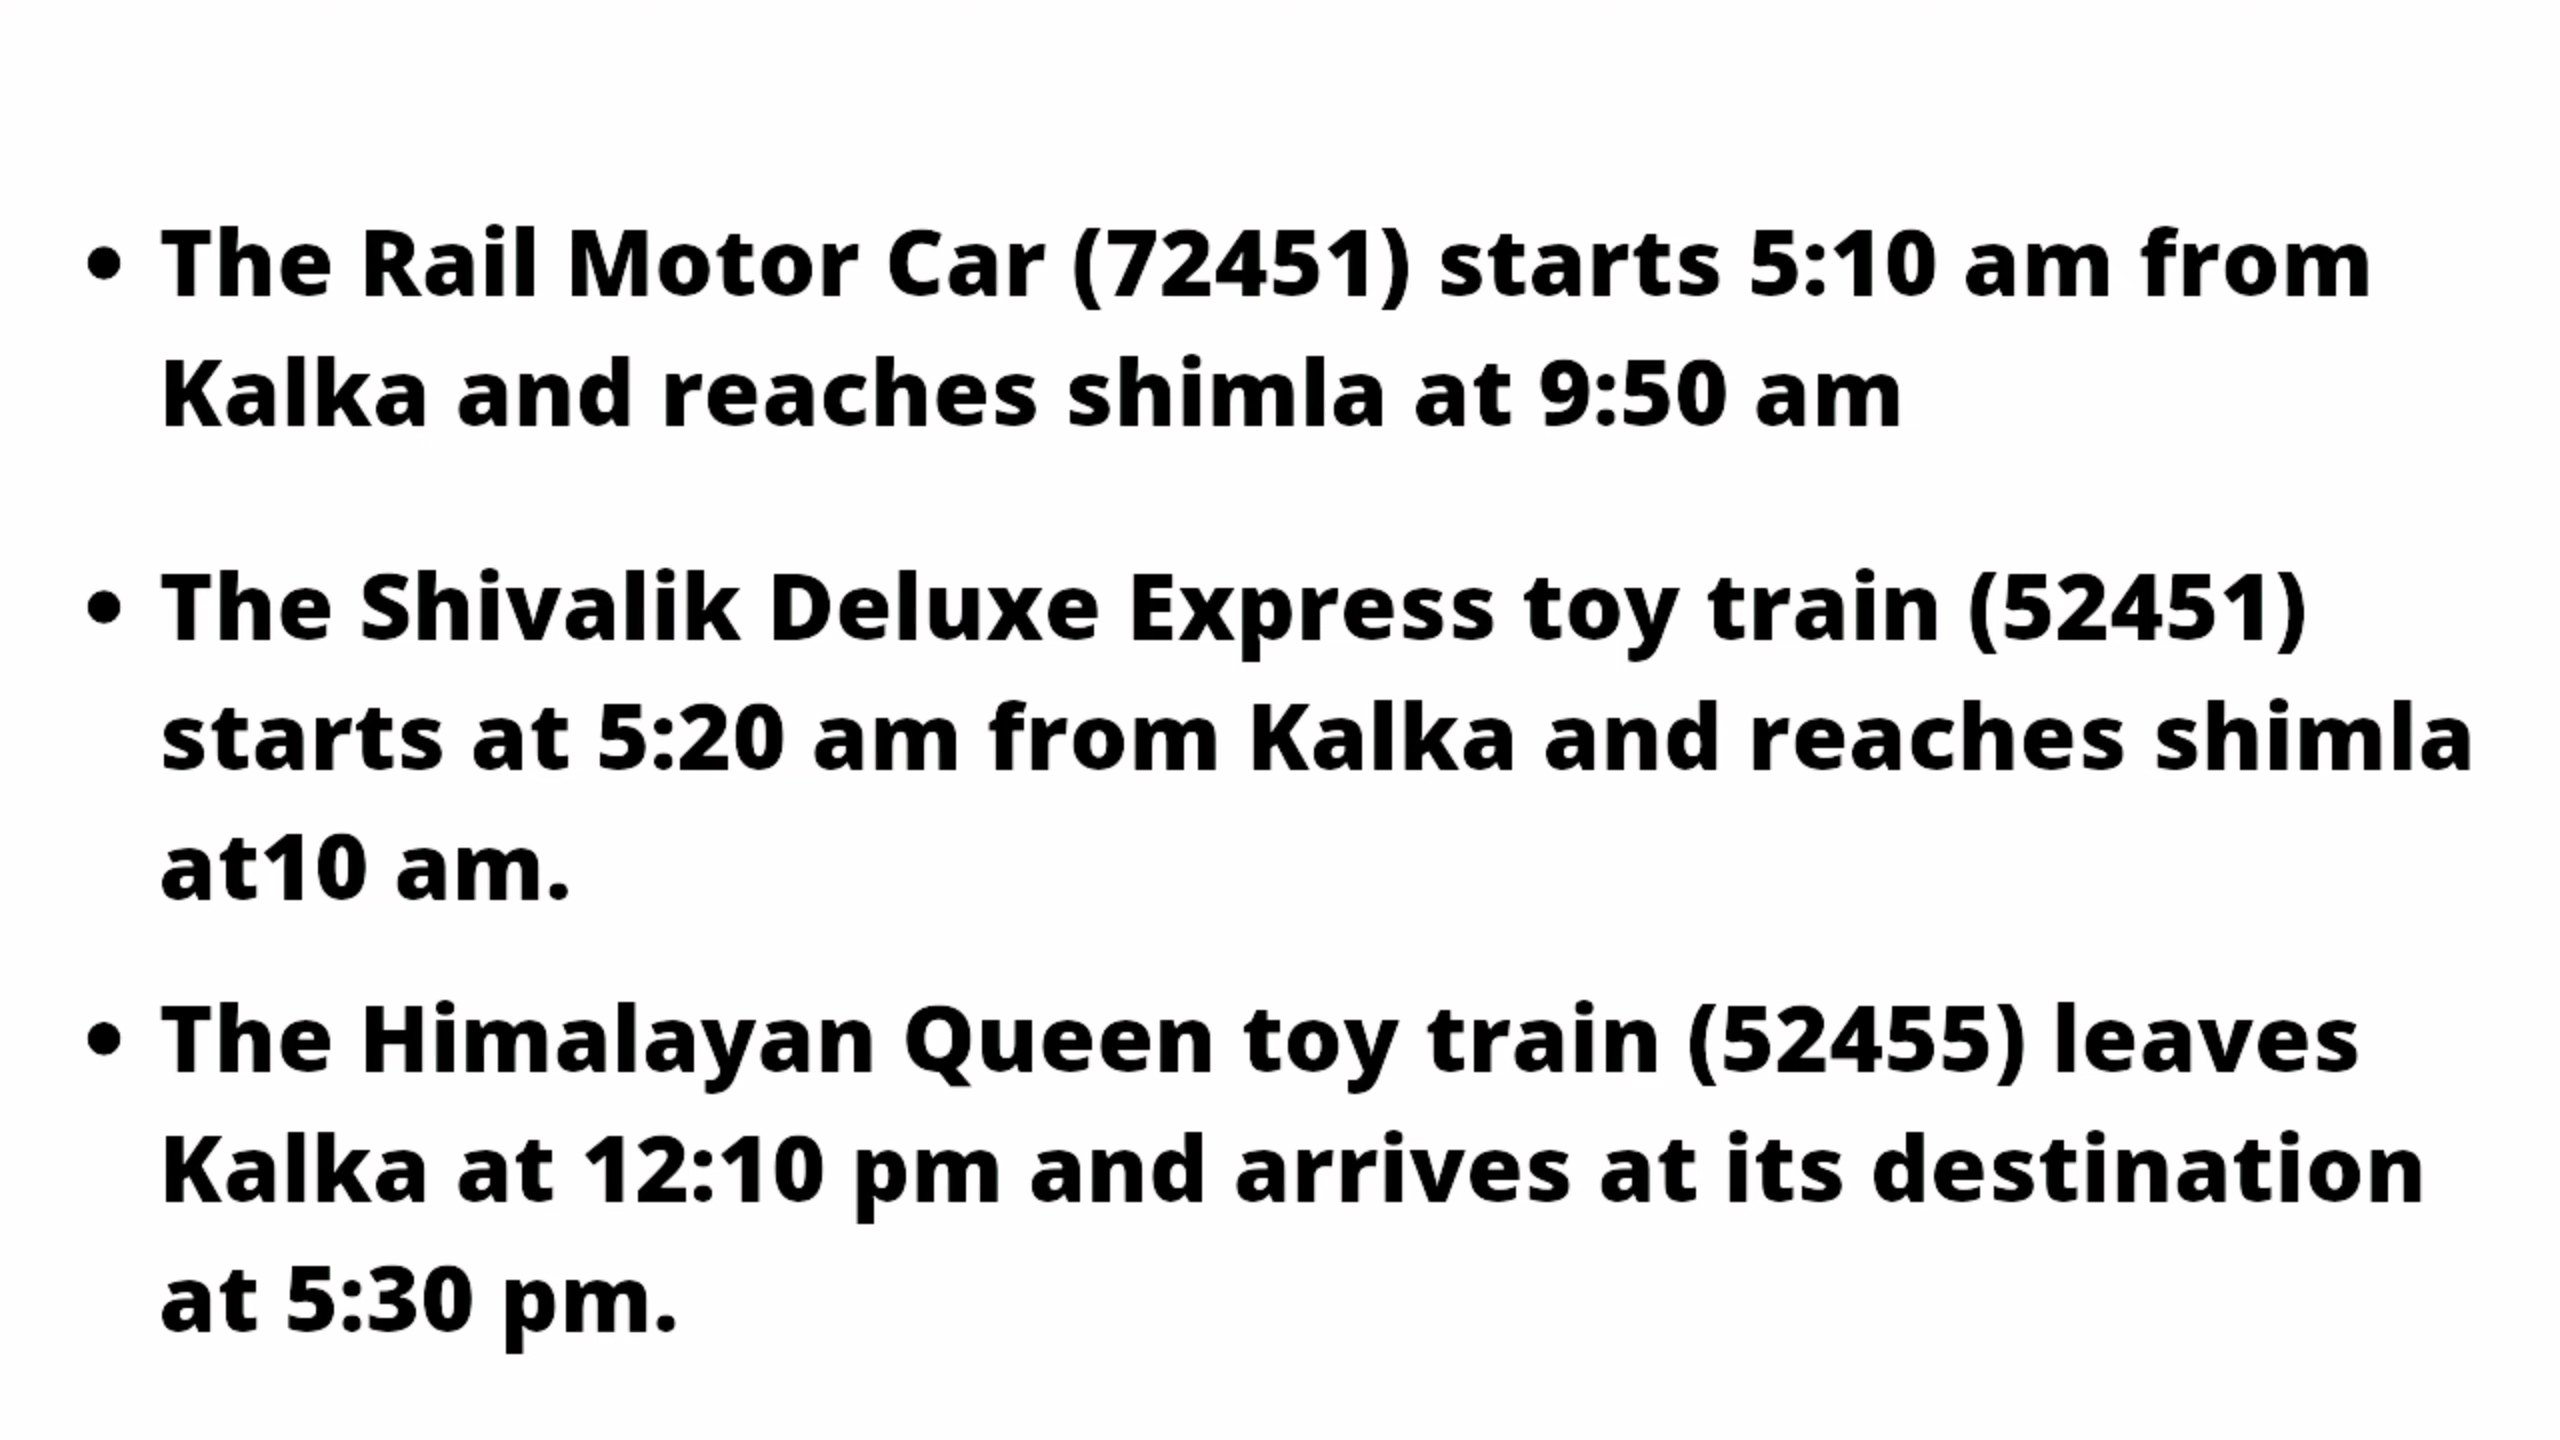 • The Rail Motor Car (72451) starts 5:10 am from
Kalka and reaches shimla at 9:50 am
• The Shivalik Deluxe Express toy train (52451)
starts at 5:20 am from Kalka and reaches shimla
at10 am.
• The Himalayan Queen toy train (52455) leaves
Kalka at 12:10 pm and arrives at its destination
at 5:30 pm.